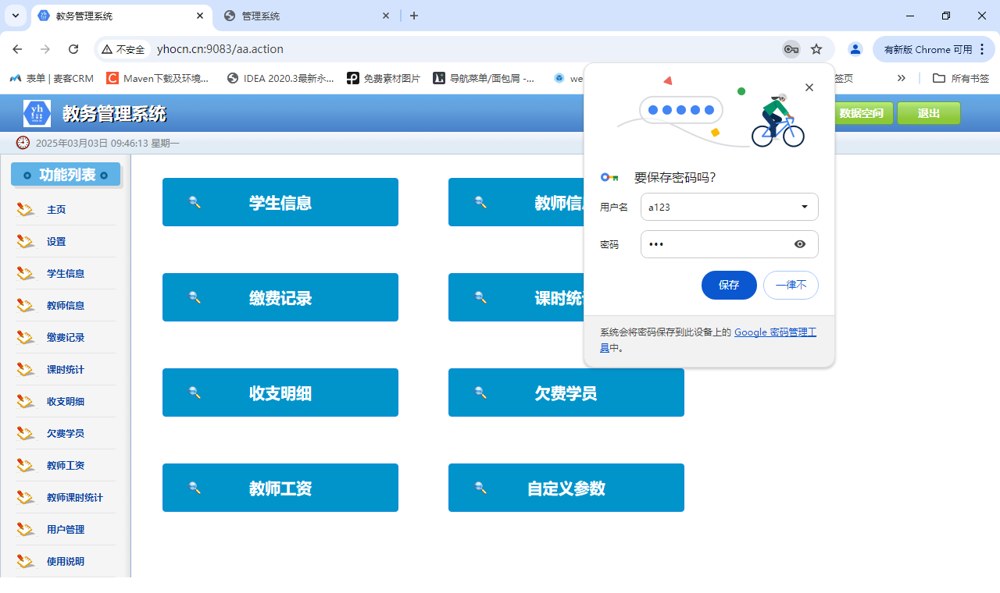 教务管理系统
管理系统
不安全
yhocn.cn:9083/aa.action
有新版 Chrome 可用
表单 | 麦客CRM
Maven下载及环境...
IDEA 2020.3最新永...
免费素材图片
导航菜单/面包屑 -...
we
签页
所有书签
yh
教务管理系统
数据空间
退出
2025年03月03日 09:46:13 星期一
功能列表
主页
设置
学生信息
教师信息
缴费记录
课时统计
收支明细
欠费学员
教师工资
教师课时统计
用户管理
使用说明
学生信息
教师信息
缴费记录
课时统计
收支明细
欠费学员
教师工资
自定义参数
要保存密码吗?
用户名
a123
密码
•••
保存
一律不
系统会将密码保存到此设备上的 Google 密码管理工
具中。